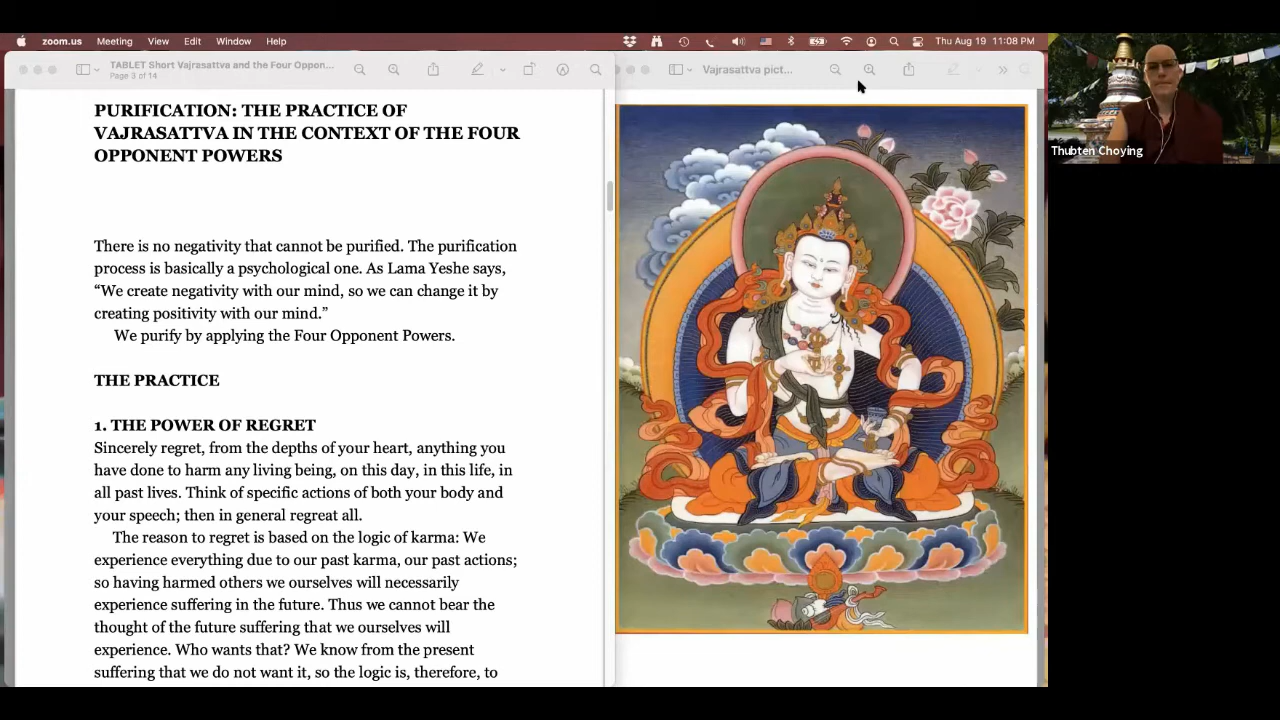 zoom.us Meeting View Edit Window Help
Thu Aug 19 11:08 PM
TABLET Short Vajrasattva and the Four Oppon...
Page 3 of 14
Vajrasattva pict...
Thubten Choying
PURIFICATION: THE PRACTICE OF
VAJRASATTVA IN THE CONTEXT OF THE FOUR
OPPONENT POWERS
There is no negativity that cannot be purified. The purification
process is basically a psychological one. As Lama Yeshe says,
“We create negativity with our mind, so we can change it by
creating positivity with our mind.”
We purify by applying the Four Opponent Powers.
THE PRACTICE
1. THE POWER OF REGRET
Sincerely regret, from the depths of your heart, anything you
have done to harm any living being, on this day, in this life, in
all past lives. Think of specific actions of both your body and
your speech; then in general regreat all.
The reason to regret is based on the logic of karma: We
experience everything due to our past karma, our past actions;
so having harmed others we ourselves will necessarily
experience suffering in the future. Thus we cannot bear the
thought of the future suffering that we ourselves will
experience. Who wants that? We know from the present
suffering that we do not want it, so the logic is, therefore, to